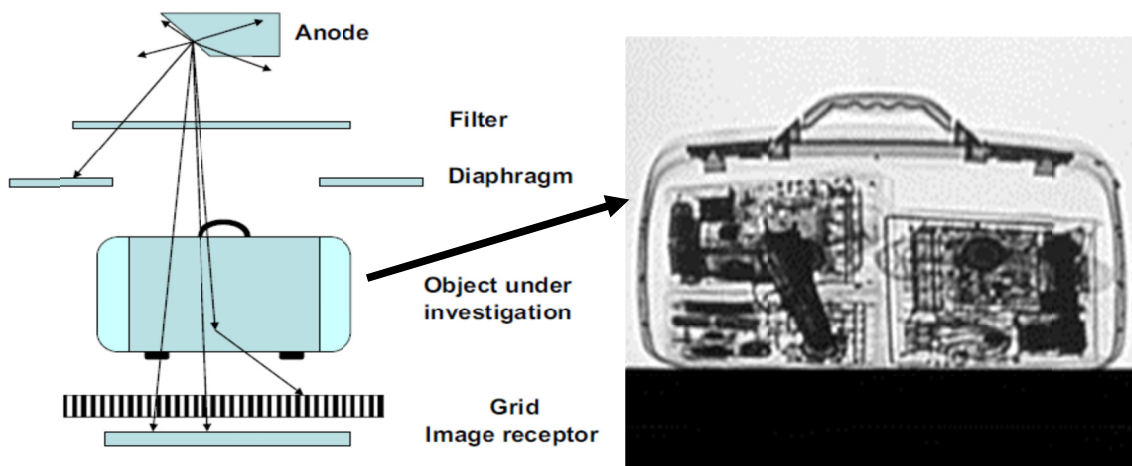 Anode
Filter
Diaphragm
Object under
investigation
Grid
Image receptor